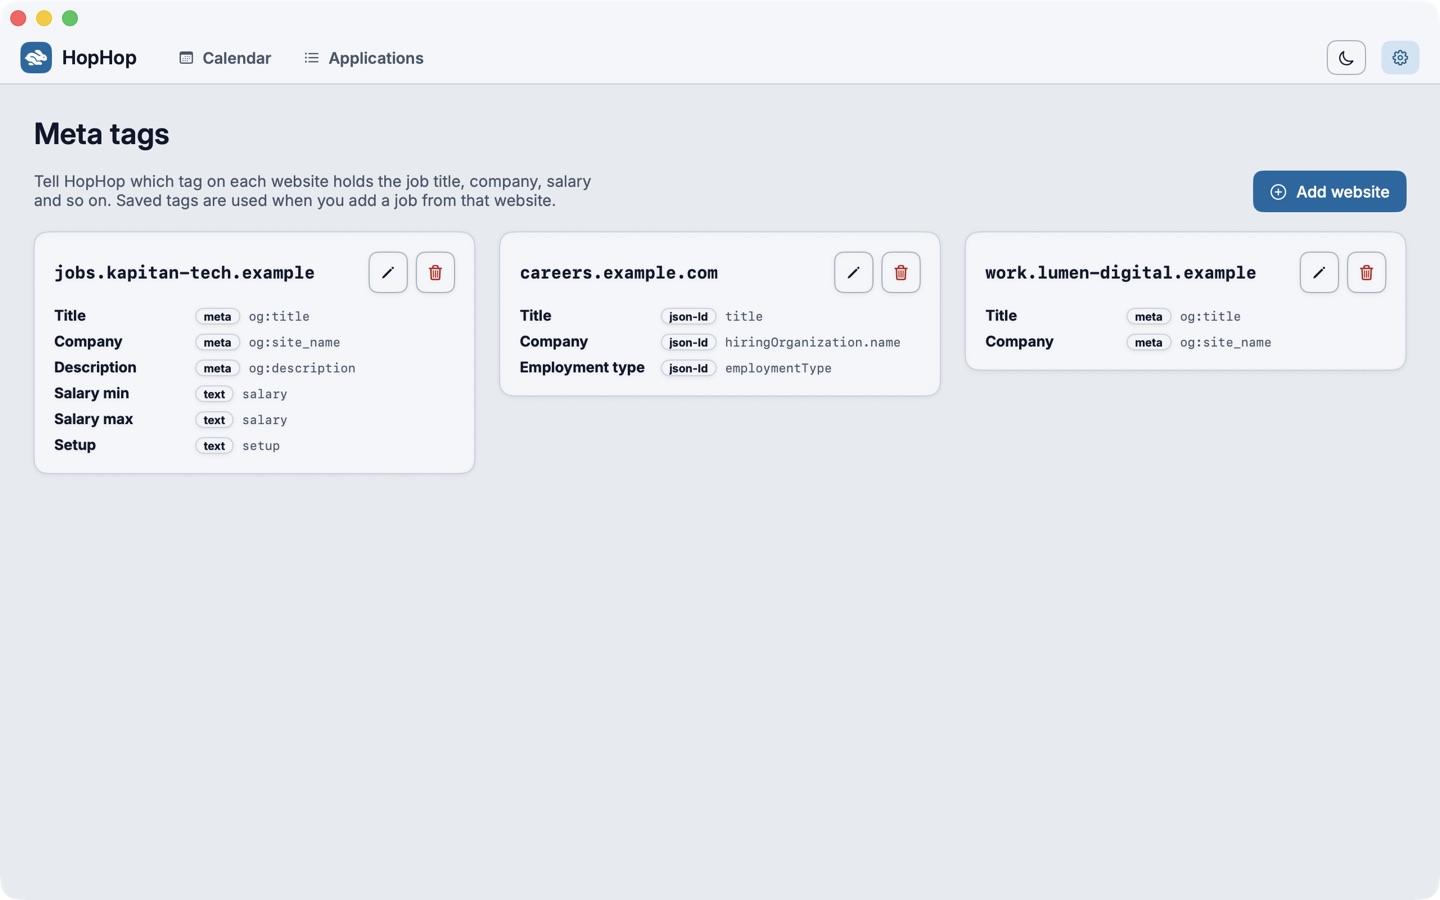 HopHop
Calendar
Applications
Meta tags
Tell HopHop which tag on each website holds the job title, company, salary
and so on. Saved tags are used when you add a job from that website.
Add website
jobs.kapitan-tech.example
Title meta og:title
Company meta og:site_name
Description meta og:description
Salary min text salary
Salary max text salary
Setup text setup
careers.example.com
Title json-ld title
Company json-ld hiringOrganization.name
Employment type json-ld employmentType
work.lumen-digital.example
Title meta og:title
Company meta og:site_name